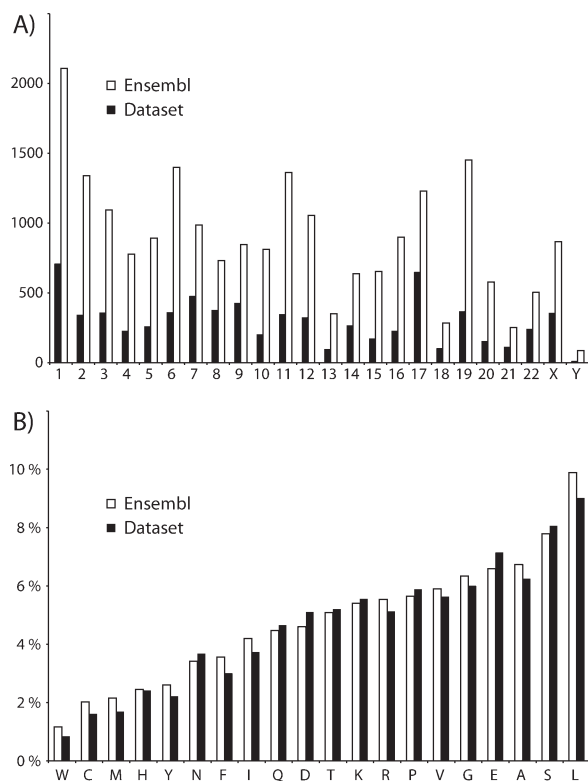 A)
2000
1500
1000
500
0
Ensembl
Dataset
1 2 3 4 5 6 7 8 9 10 11 12 13 14 15 16 17 18 19 20 21 22 X Y
B)
10 %
8 %
6 %
4 %
2 %
0 %
Ensembl
Dataset
W C M H Y N F I Q D T K R P V G E A S L